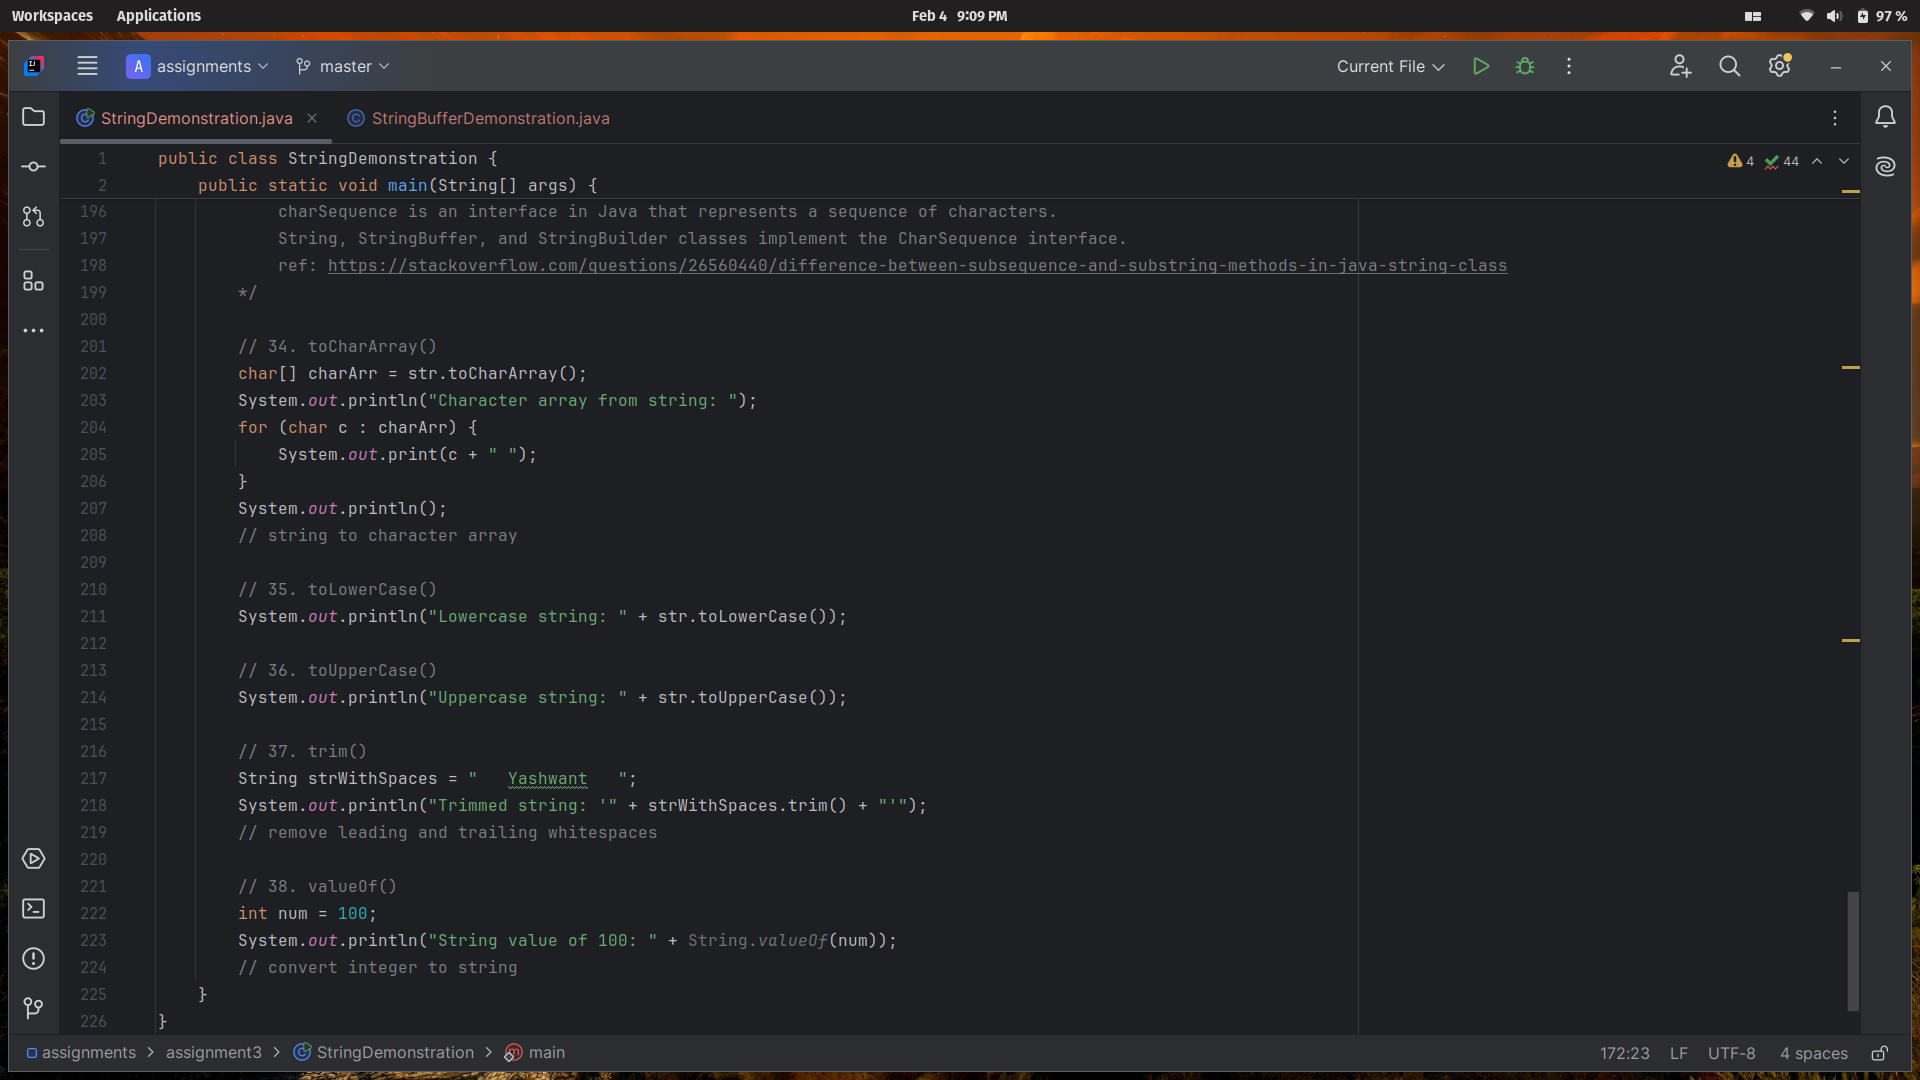 Workspaces Applications Feb 4 9:09 PM 97 %
A assignments master Current File
StringDemonstration.java StringBufferDemonstration.java
1 public class StringDemonstration { 4 44
2 public static void main(String[] args) {
196 charSequence is an interface in Java that represents a sequence of characters.
197 String, StringBuffer, and StringBuilder classes implement the CharSequence interface.
198 ref: https://stackoverflow.com/questions/26560440/difference-between-subsequence-and-substring-methods-in-java-string-class
199 */
200
201 // 34. toCharArray()
202 char[] charArr = str.toCharArray();
203 System.out.println("Character array from string: ");
204 for (char c : charArr) {
205 System.out.print(c + " ");
206 }
207 System.out.println();
208 // string to character array
209
210 // 35. toLowerCase()
211 System.out.println("Lowercase string: " + str.toLowerCase());
212
213 // 36. toUpperCase()
214 System.out.println("Uppercase string: " + str.toUpperCase());
215
216 // 37. trim()
217 String strWithSpaces = "   Yashwant   ";
218 System.out.println("Trimmed string: '" + strWithSpaces.trim() + "'");
219 // remove leading and trailing whitespaces
220
221 // 38. valueOf()
222 int num = 100;
223 System.out.println("String value of 100: " + String.valueOf(num));
224 // convert integer to string
225 }
226 }
assignments > assignment3 > StringDemonstration > main 172:23 LF UTF-8 4 spaces